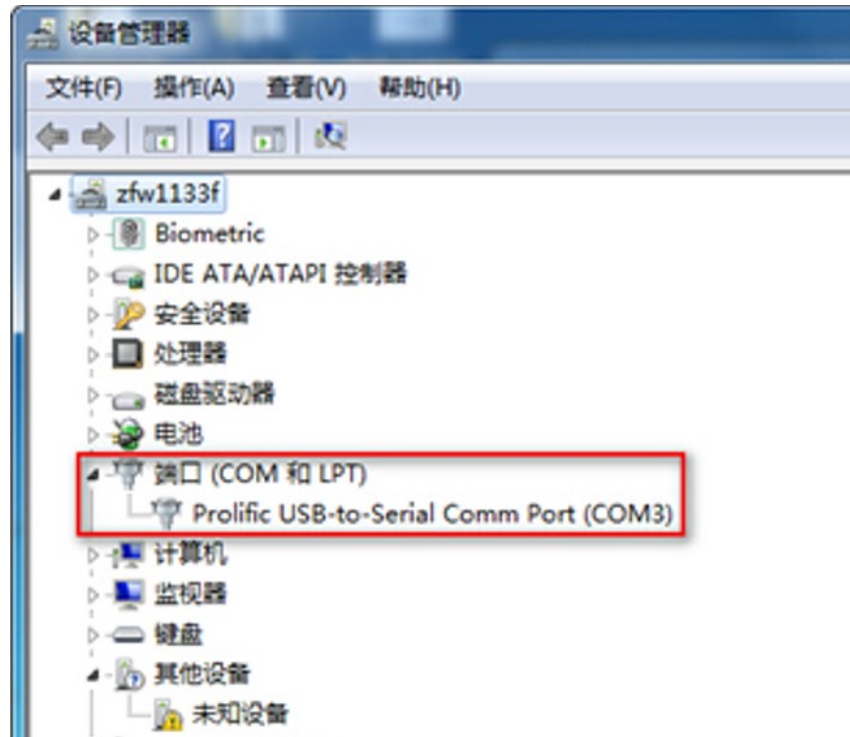 设备管理器
文件(F) 操作(A) 查看(V) 帮助(H)
zfw1133f
Biometric
IDE ATA/ATAPI 控制器
安全设备
处理器
磁盘驱动器
电池
端口 (COM 和 LPT)
Prolific USB-to-Serial Comm Port (COM3)
计算机
监视器
键盘
其他设备
未知设备